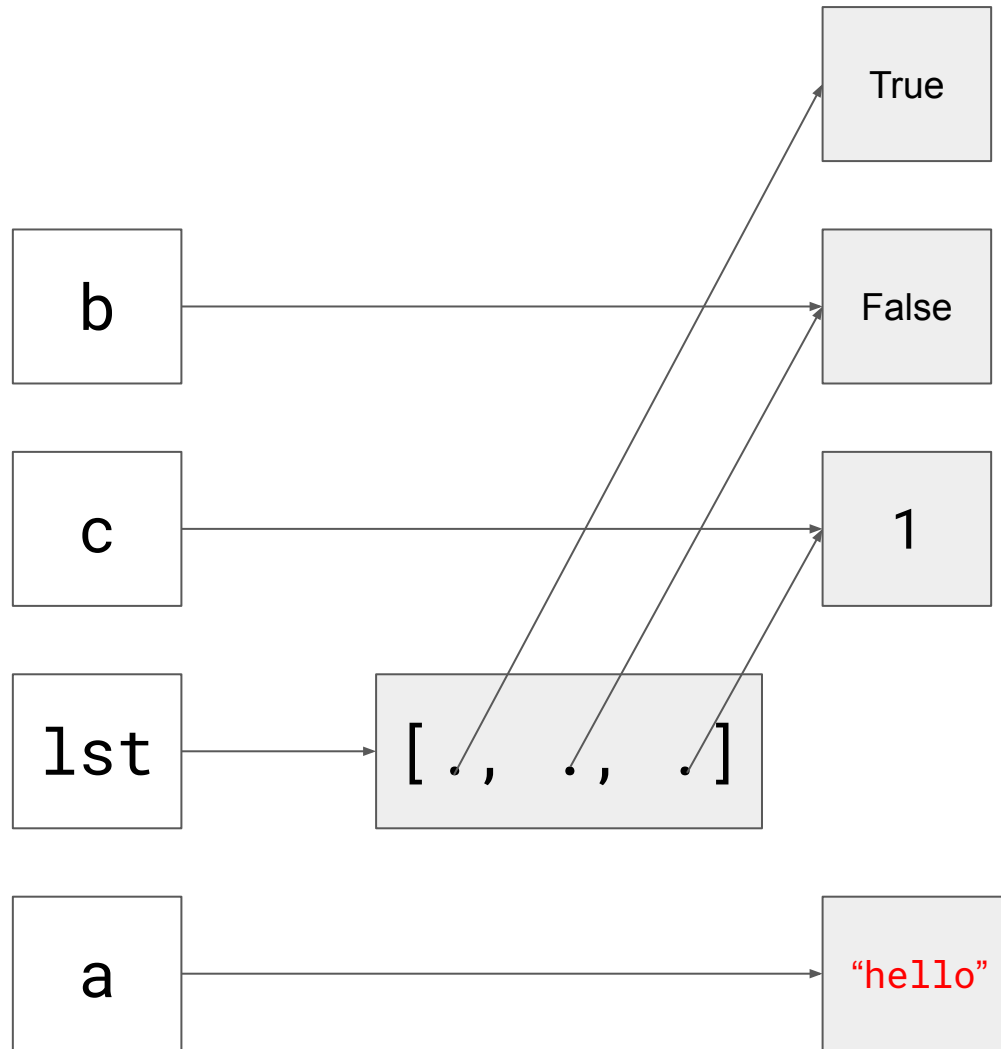 True
b
False
c
1
lst
[., ., .]
a
“hello”